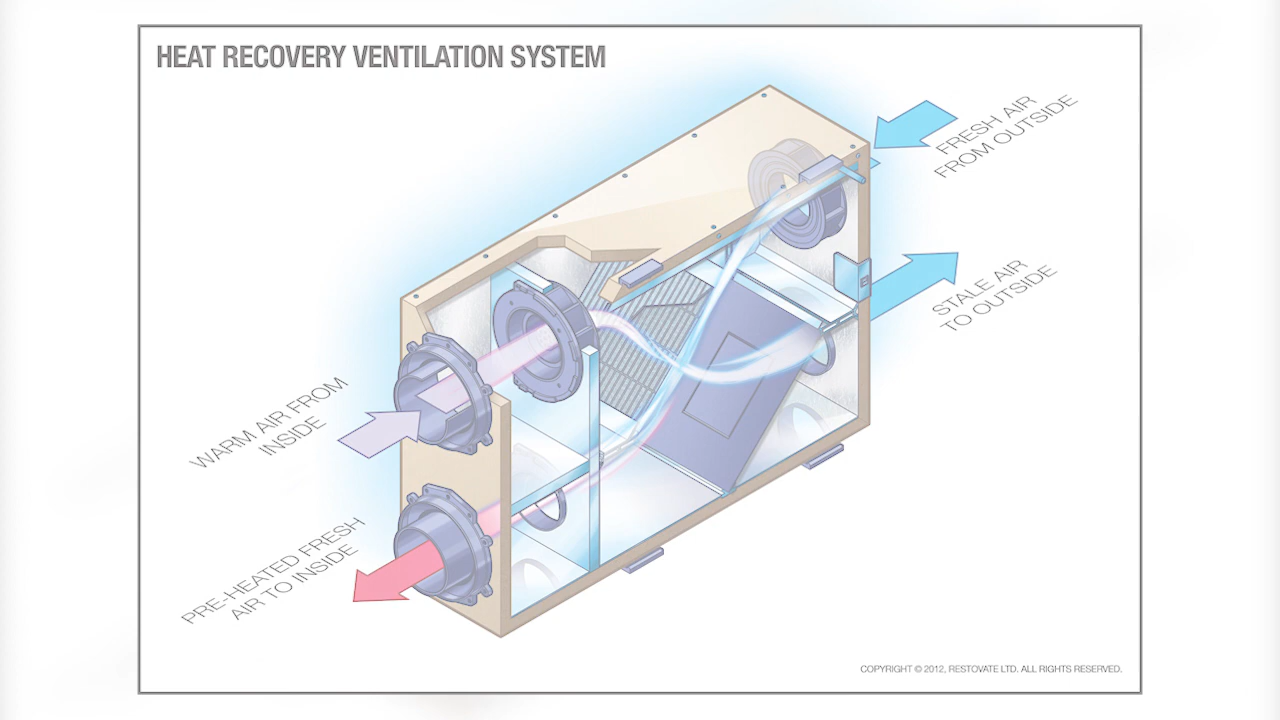 HEAT RECOVERY VENTILATION SYSTEM
FRESH AIR
FROM OUTSIDE
STALE AIR
TO OUTSIDE
WARM AIR FROM
INSIDE
PRE-HEATED FRESH
AIR TO INSIDE
COPYRIGHT © 2012, RESTOVATE LTD. ALL RIGHTS RESERVED.